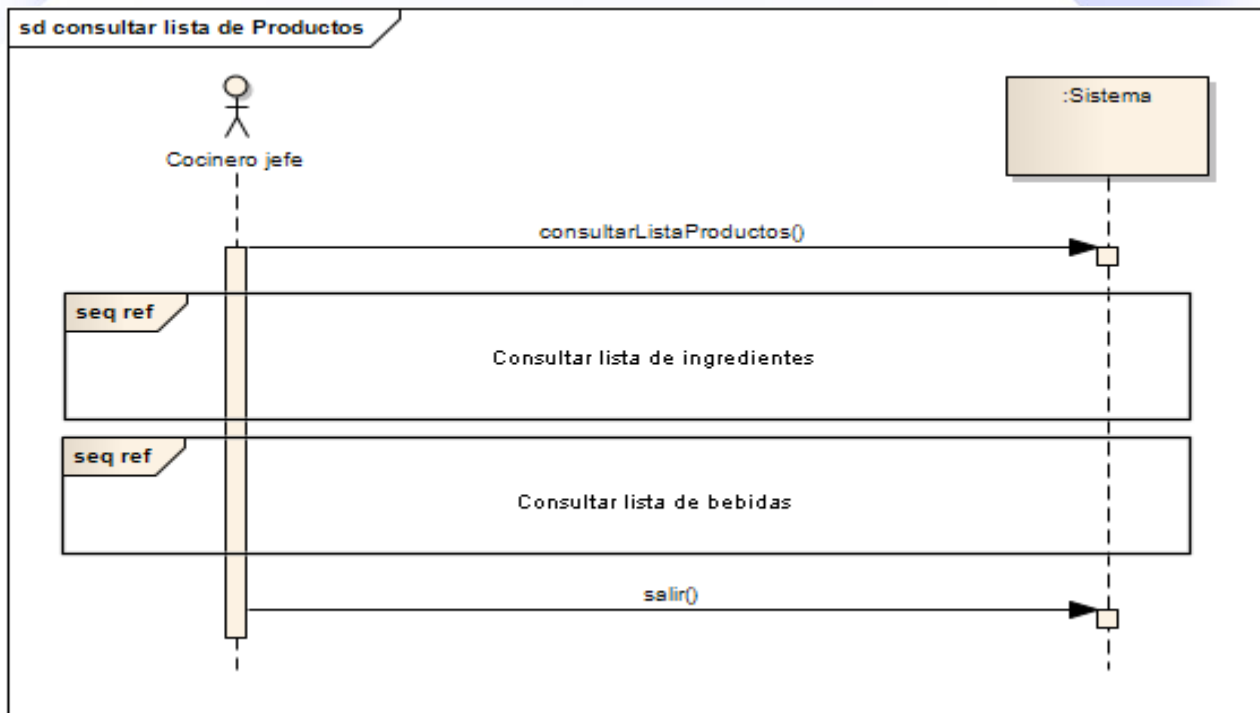 sd consultar lista de Productos
:Sistema
Cocinero jefe
consultarListaProductos()
seq ref
Consultar lista de ingredientes
seq ref
Consultar lista de bebidas
salir()